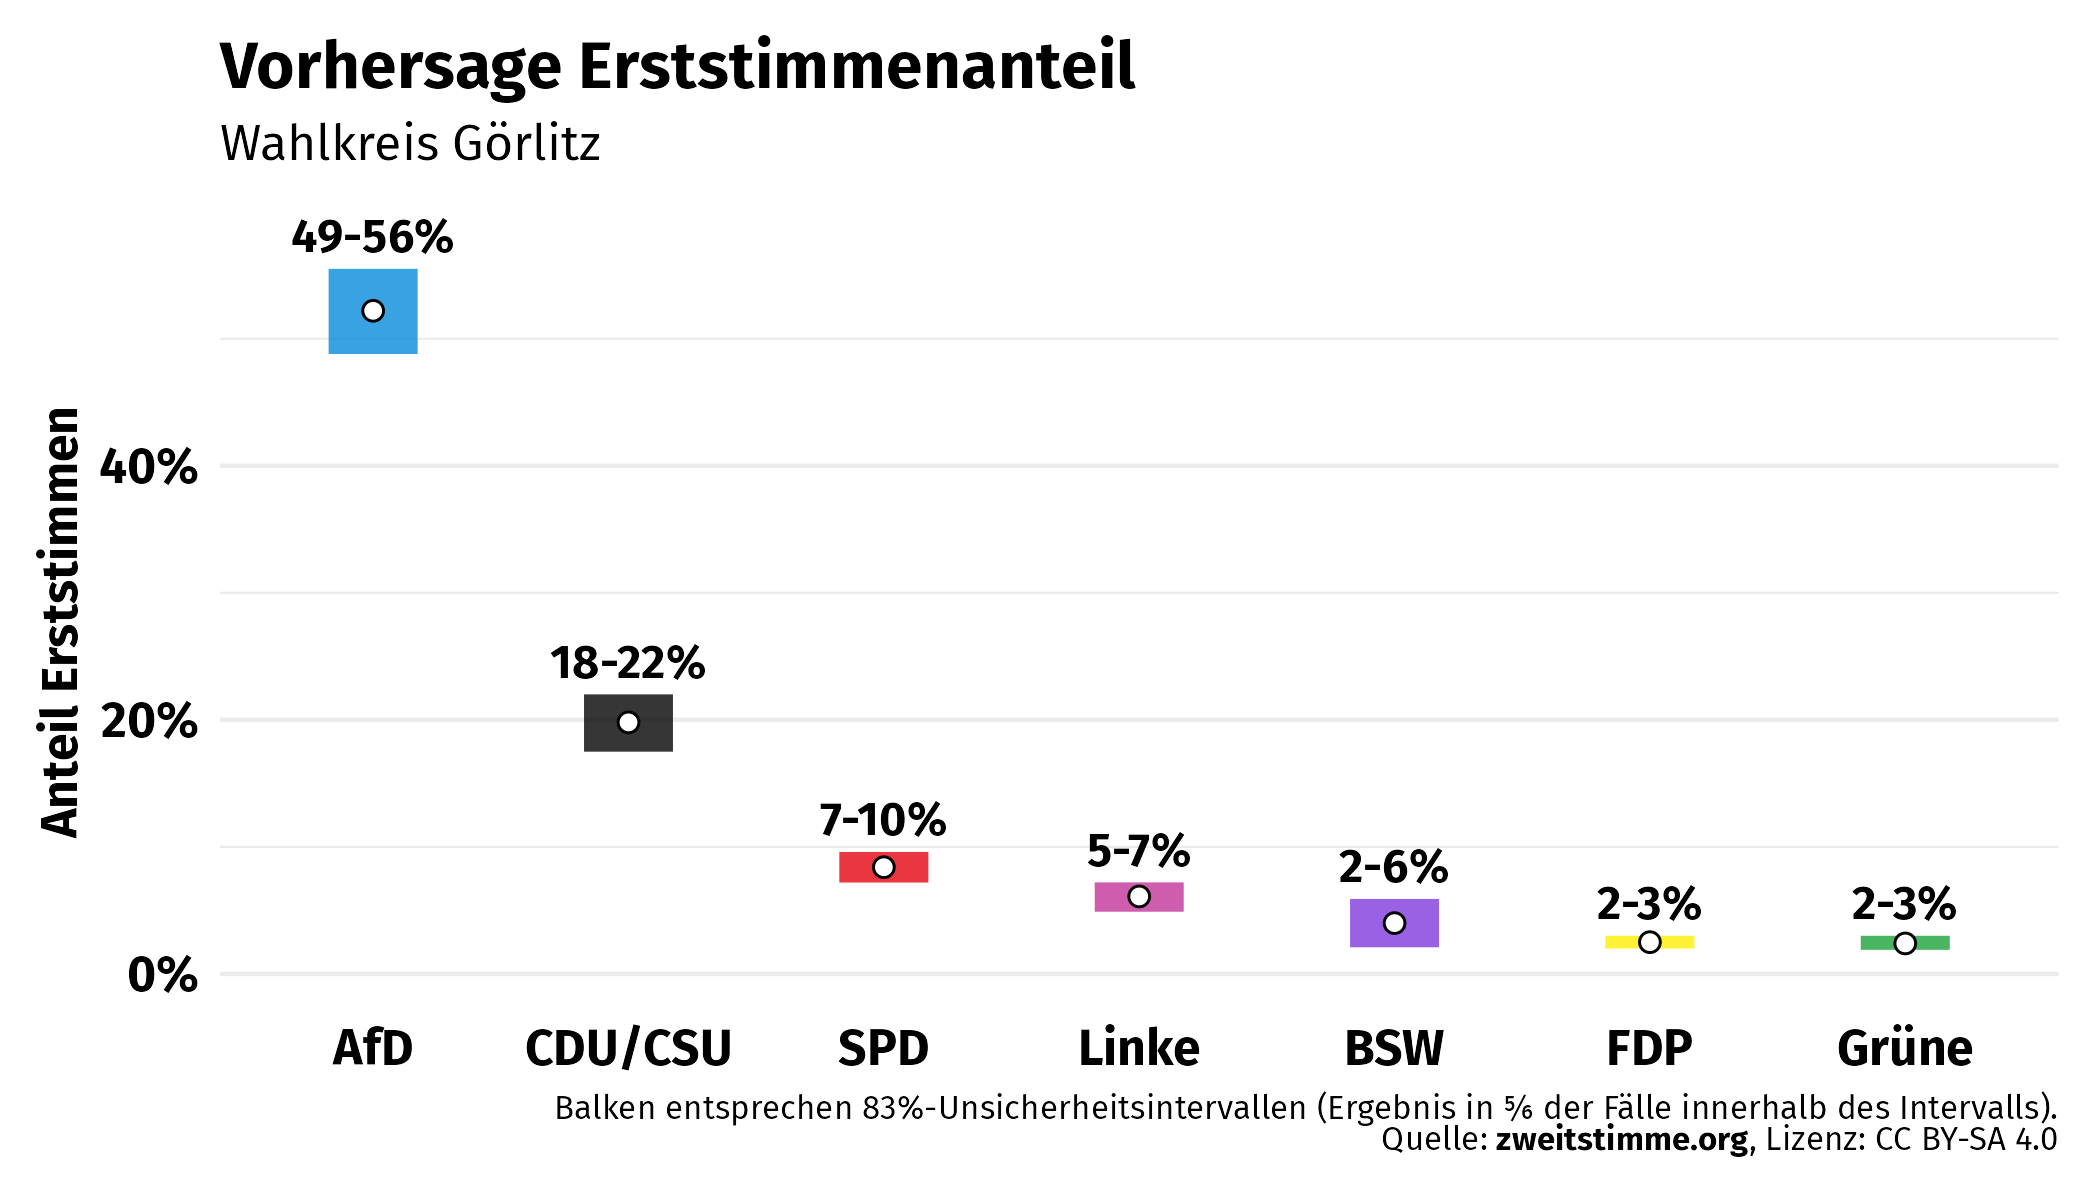 Vorhersage Erststimmenanteil
Wahlkreis Görlitz
49-56%
40%
18-22%
20%
7-10%
5-7%
2-6%
2-3%
2-3%
0%
Anteil Erststimmen
AfD
CDU/CSU
SPD
Linke
BSW
FDP
Grüne
Balken entsprechen 83%-Unsicherheitsintervallen (Ergebnis in ⅚ der Fälle innerhalb des Intervalls).
Quelle: zweitstimme.org, Lizenz: CC BY-SA 4.0